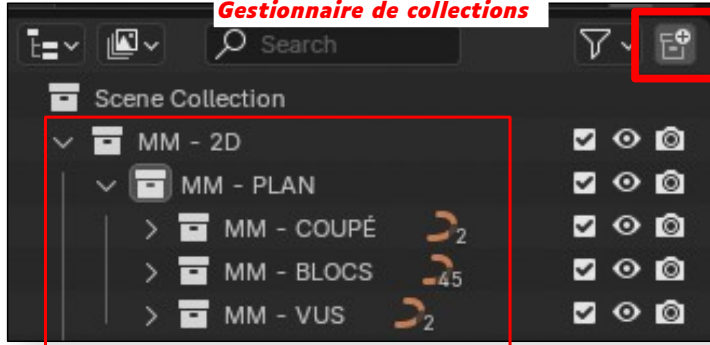 Gestionnaire de collections
Search
Scene Collection
MM - 2D
MM - PLAN
MM - COUPÉ 2
MM - BLOCS 45
MM - VUS 2